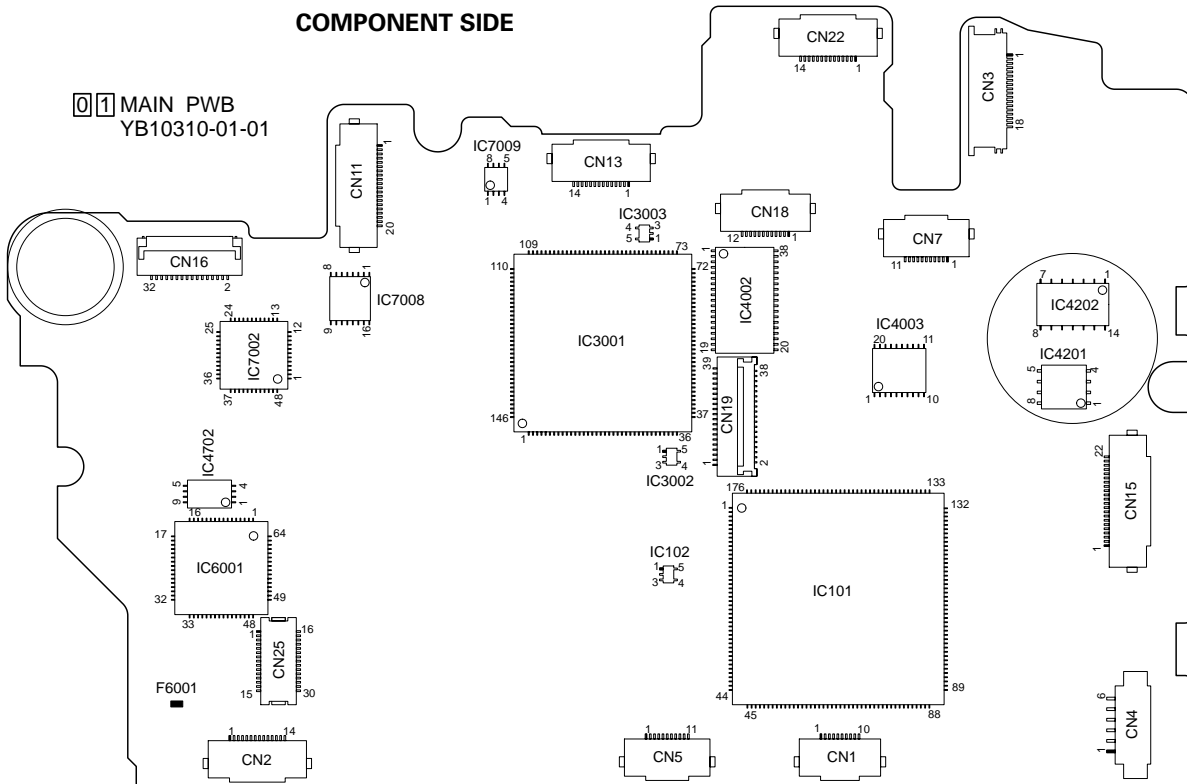 COMPONENT SIDE
0 1 MAIN PWB
YB10310-01-01
CN22
14 1
CN3
1
18
CN11
1
20
IC7009
8 5
1 4
CN13
14 1
IC3003
4 3
5 1
CN18
12 1
CN7
11 1
CN16
32 2
IC7008
8 1
9 16
109 73
110 72
IC3001
146 37
1 36
IC4002
1 38
19 20
IC4202
7 1
8 14
IC4003
20 11
1 10
IC4201
5 4
8 1
IC7002
24 13
25 12
36 1
37 48
CN19
39 38
1 2
IC3002
1 5
3 4
CN15
22
1
IC4702
5 4
9 1
IC6001
16 1
17 64
32 49
33 48
IC102
1 5
3 4
IC101
176 133
1 132
44 89
45 88
CN25
1 16
15 30
F6001
CN4
6
1
CN2
1 14
CN5
1 11
CN1
1 10